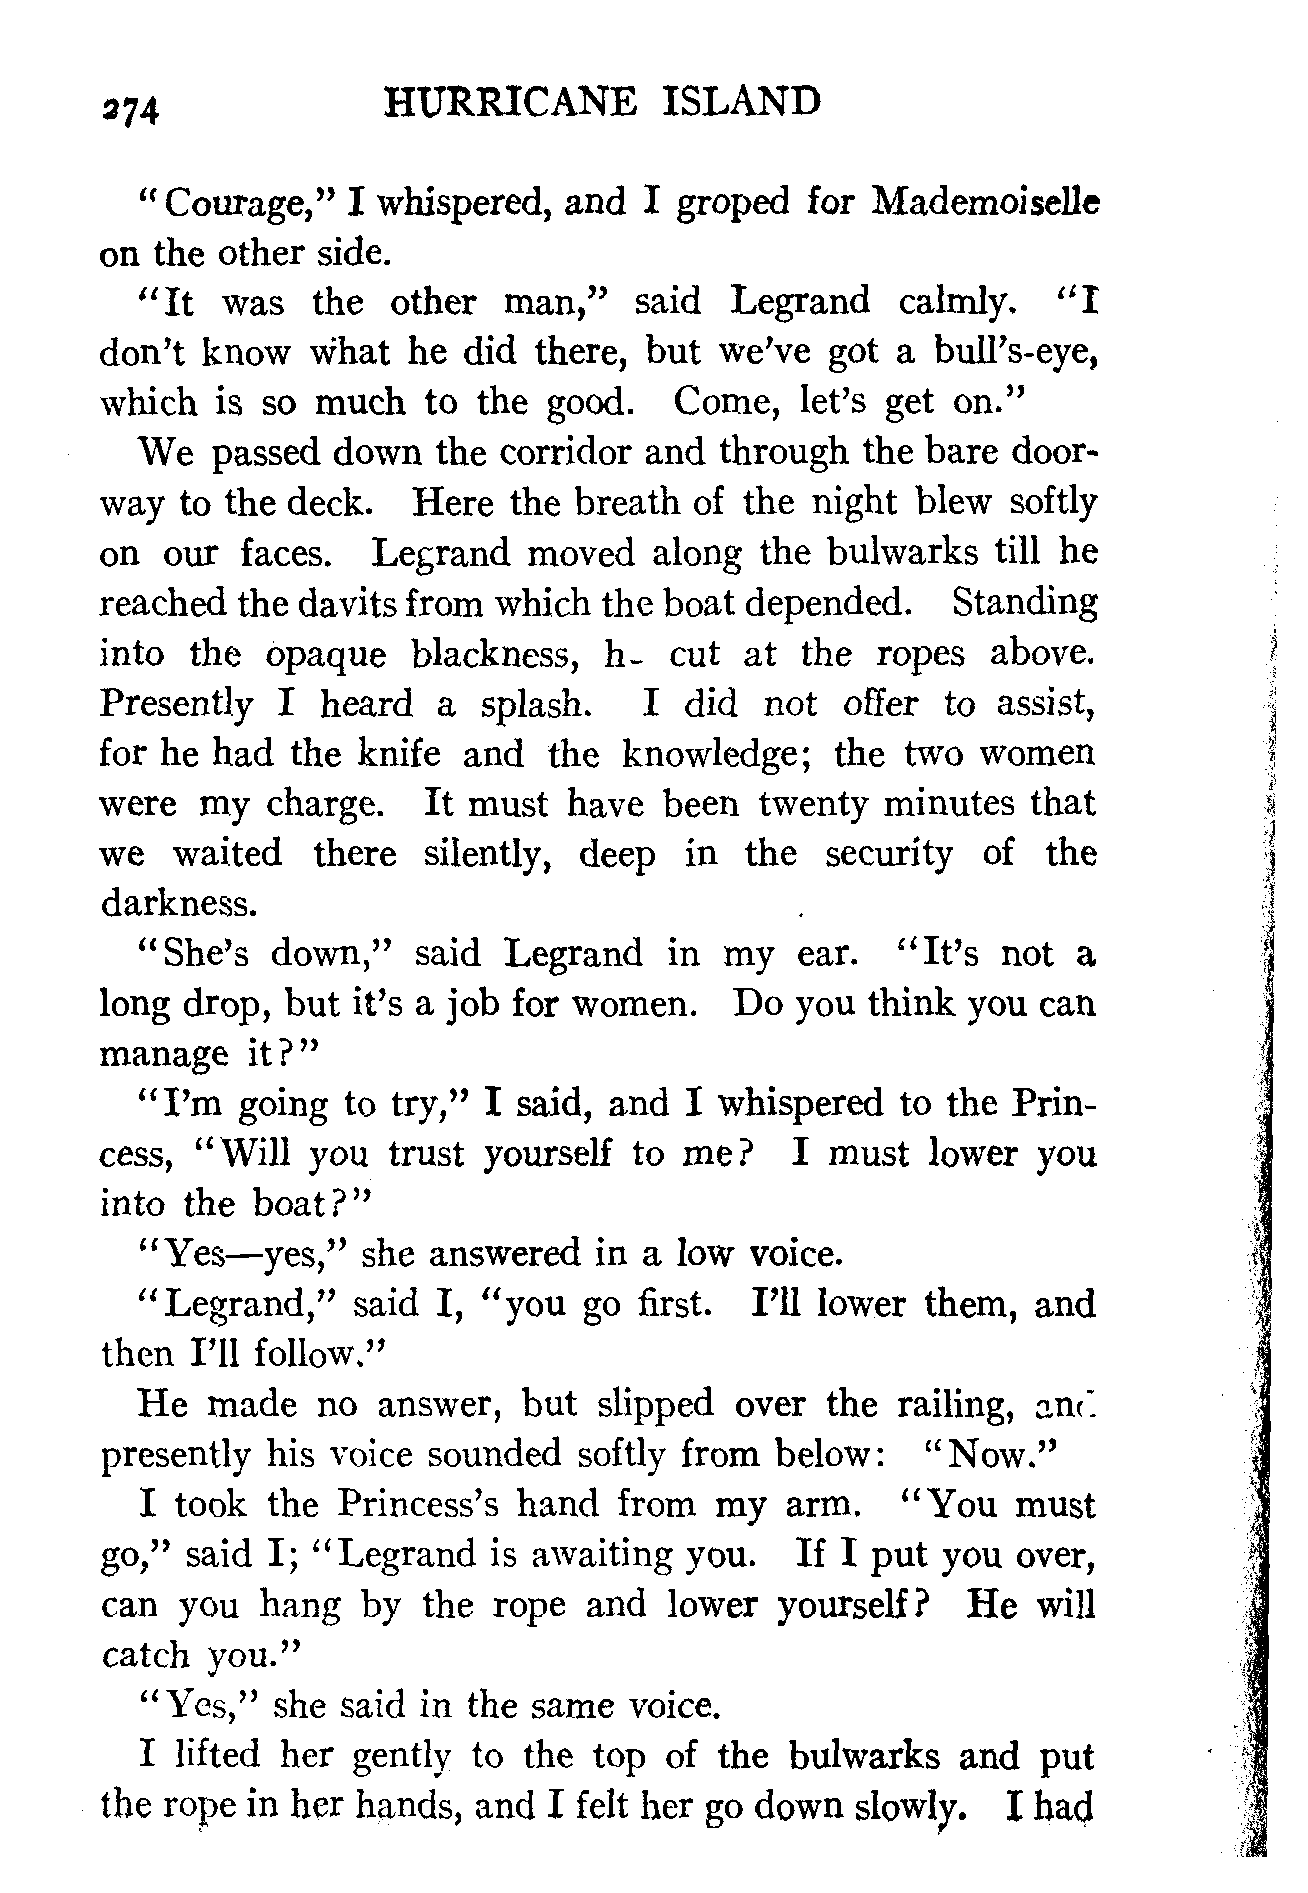 274 HURRICANE ISLAND
"Courage," I whispered, and I groped for Mademoiselle
on the other side.
"It was the other man," said Legrand calmly. "I
don't know what he did there, but we've got a bull's-eye,
which is so much to the good. Come, let's get on."
We passed down the corridor and through the bare door-
way to the deck. Here the breath of the night blew softly
on our faces. Legrand moved along the bulwarks till he
reached the davits from which the boat depended. Standing
into the opaque blackness, h- cut at the ropes above.
Presently I heard a splash. I did not offer to assist,
for he had the knife and the knowledge; the two women
were my charge. It must have been twenty minutes that
we waited there silently, deep in the security of the
darkness.
"She's down," said Legrand in my ear. "It's not a
long drop, but it's a job for women. Do you think you can
manage it?"
"I'm going to try," I said, and I whispered to the Prin-
cess, "Will you trust yourself to me? I must lower you
into the boat?"
"Yes—yes," she answered in a low voice.
"Legrand," said I, "you go first. I'll lower them, and
then I'll follow."
He made no answer, but slipped over the railing, and
presently his voice sounded softly from below: "Now."
I took the Princess's hand from my arm. "You must
go," said I; "Legrand is awaiting you. If I put you over,
can you hang by the rope and lower yourself? He will
catch you."
"Yes," she said in the same voice.
I lifted her gently to the top of the bulwarks and put
the rope in her hands, and I felt her go down slowly. I had